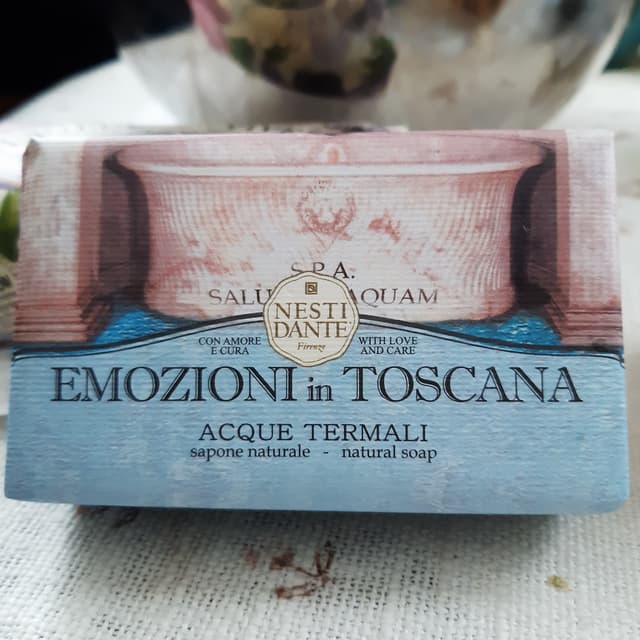 S.P.A.
SALU AQUAM
NESTI
DANTE
Firenze
CON AMORE
E CURA
WITH LOVE
AND CARE
EMOZIONI in TOSCANA
ACQUE TERMALI
sapone naturale - natural soap